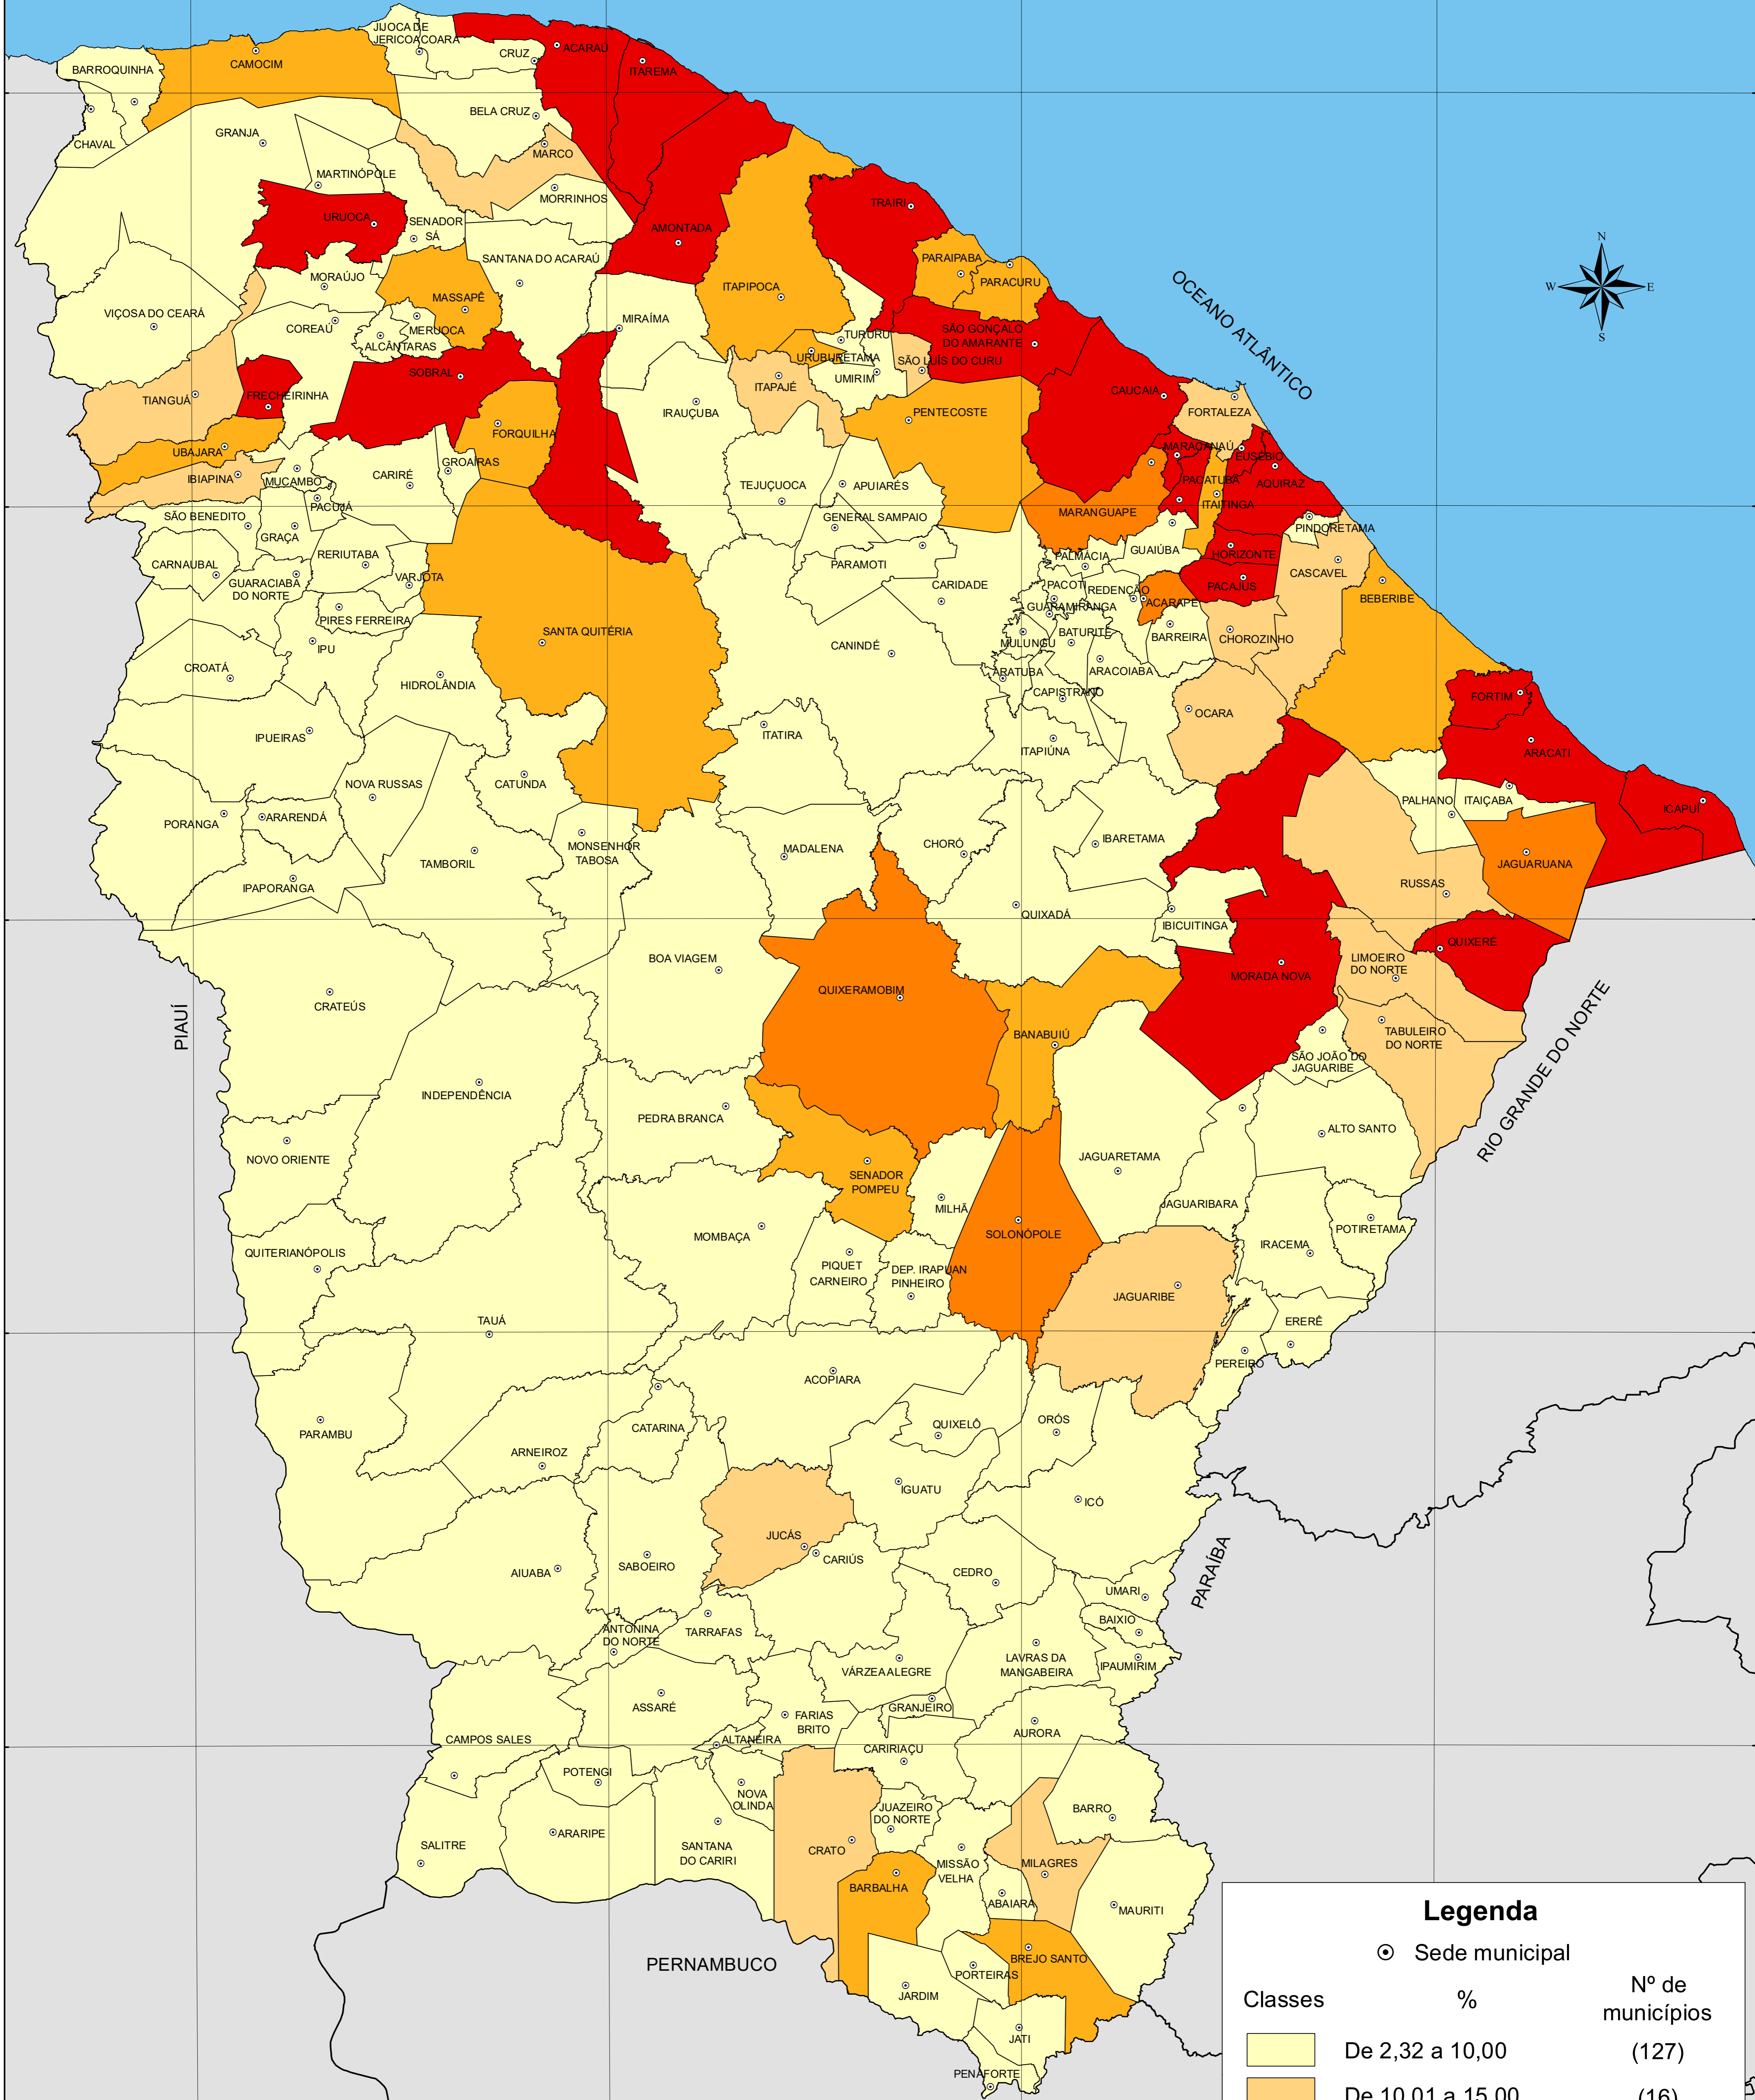 JIJOCA DE
JERICOACOARA
CRUZ
ACARAÚ
BARROQUINHA
CAMOCIM
ITAREMA
BELA CRUZ
CHAVAL
GRANJA
MARCO
MARTINÓPOLE
MORRINHOS
TRAIRI
URUOCA
SENADOR
SÁ
AMONTADA
N
W
E
S
OCEANO ATLÂNTICO
SANTANA DO ACARAÚ
PARAIPABA
MORAÚJO
ITAPIPOCA
PARACURU
MASSAPÊ
VIÇOSA DO CEARÁ
MIRAÍMA
COREAÚ
MERUOCA
ALCÂNTARAS
TURURU
SÃO GONÇALO
DO AMARANTE
URUBURETAMA
SÃO LUÍS DO CURU
SOBRAL
UMIRIM
ITAPAJÉ
CAUCAIA
TIANGUÁ
FRECHEIRINHA
IRAUÇUBA
PENTECOSTE
FORTALEZA
FORQUILHA
MARACANAÚ
UBAJARA
EUSÉBIO
GROAÍRAS
IBIAPINA
MUCAMBO
CARIRÉ
TEJUÇUOCA
APUIARÉS
PACATUBA
AQUIRAZ
PACUJÁ
ITAITINGA
SÃO BENEDITO
GENERAL SAMPAIO
MARANGUAPE
PINDORETAMA
GRAÇA
RERIUTABA
PALMÁCIA
GUAIÚBA
HORIZONTE
CARNAUBAL
PARAMOTI
CASCAVEL
GUARACIABA
DO NORTE
VARJOTA
CARIDADE
PACOTI
REDENÇÃO
PACAJUS
BEBERIBE
GUARAMIRANGA
ACARAPE
PIRES FERREIRA
SANTA QUITÉRIA
MULUNGU
BATURITÉ
BARREIRA
CHOROZINHO
IPU
CANINDÉ
CROATÁ
ARATUBA
ARACOIABA
HIDROLÂNDIA
CAPISTRANO
FORTIM
OCARA
IPUEIRAS
ITATIRA
ITAPIÚNA
ARACATI
NOVA RUSSAS
CATUNDA
PALHANO
ITAIÇABA
ICAPUÍ
PORANGA
ARARENDÁ
IBARETAMA
MONSENHOR
TABOSA
MADALENA
CHORÓ
TAMBORIL
JAGUARUANA
IPAPORANGA
RUSSAS
QUIXADÁ
IBICUITINGA
QUIXERÉ
BOA VIAGEM
LIMOEIRO
DO NORTE
MORADA NOVA
QUIXERAMOBIM
CRATEÚS
PIAUÍ
BANABUIÚ
TABULEIRO
DO NORTE
SÃO JOÃO DO
JAGUARIBE
RIO GRANDE DO NORTE
INDEPENDÊNCIA
PEDRA BRANCA
ALTO SANTO
NOVO ORIENTE
JAGUARETAMA
SENADOR
POMPEU
MILHÃ
JAGUARIBARA
POTIRETAMA
MOMBAÇA
SOLONÓPOLE
IRACEMA
QUITERIANÓPOLIS
PIQUET
CARNEIRO
DEP. IRAPUAN
PINHEIRO
JAGUARIBE
TAUÁ
ERERÊ
PEREIRO
ACOPIARA
PARAMBU
CATARINA
QUIXELÔ
ORÓS
ARNEIROZ
IGUATU
ICÓ
JUCÁS
CARIÚS
SABOEIRO
AIUABA
CEDRO
PARAÍBA
UMARI
BAIXIO
ANTONINA
DO NORTE
TARRAFAS
LAVRAS DA
MANGABEIRA
IPAUMIRIM
VÁRZEA ALEGRE
ASSARÉ
GRANJEIRO
FARIAS
BRITO
AURORA
CAMPOS SALES
ALTANEIRA
CARIRIAÇU
POTENGI
NOVA
OLINDA
JUAZEIRO
DO NORTE
BARRO
ARARIPE
SALITRE
SANTANA
DO CARIRI
CRATO
MISSÃO
VELHA
MILAGRES
BARBALHA
ABAIARA
MAURITI
PERNAMBUCO
BREJO SANTO
PORTEIRAS
JARDIM
JATI
PENAFORTE
Legenda
Sede municipal
Classes % Nº de
municípios
De 2,32 a 10,00 (127)
De 10,01 a 15,00 (16)